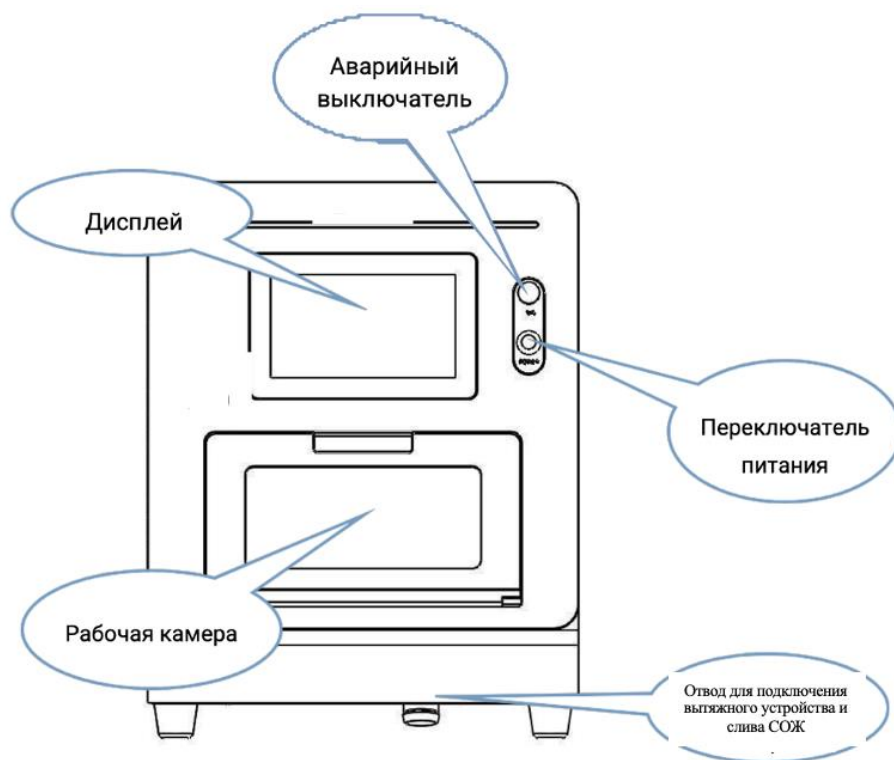 Аварийный
выключатель
Дисплей
Переключатель
питания
Рабочая камера
Отвод для подключения
вытяжного устройства и
слива СОЖ
.